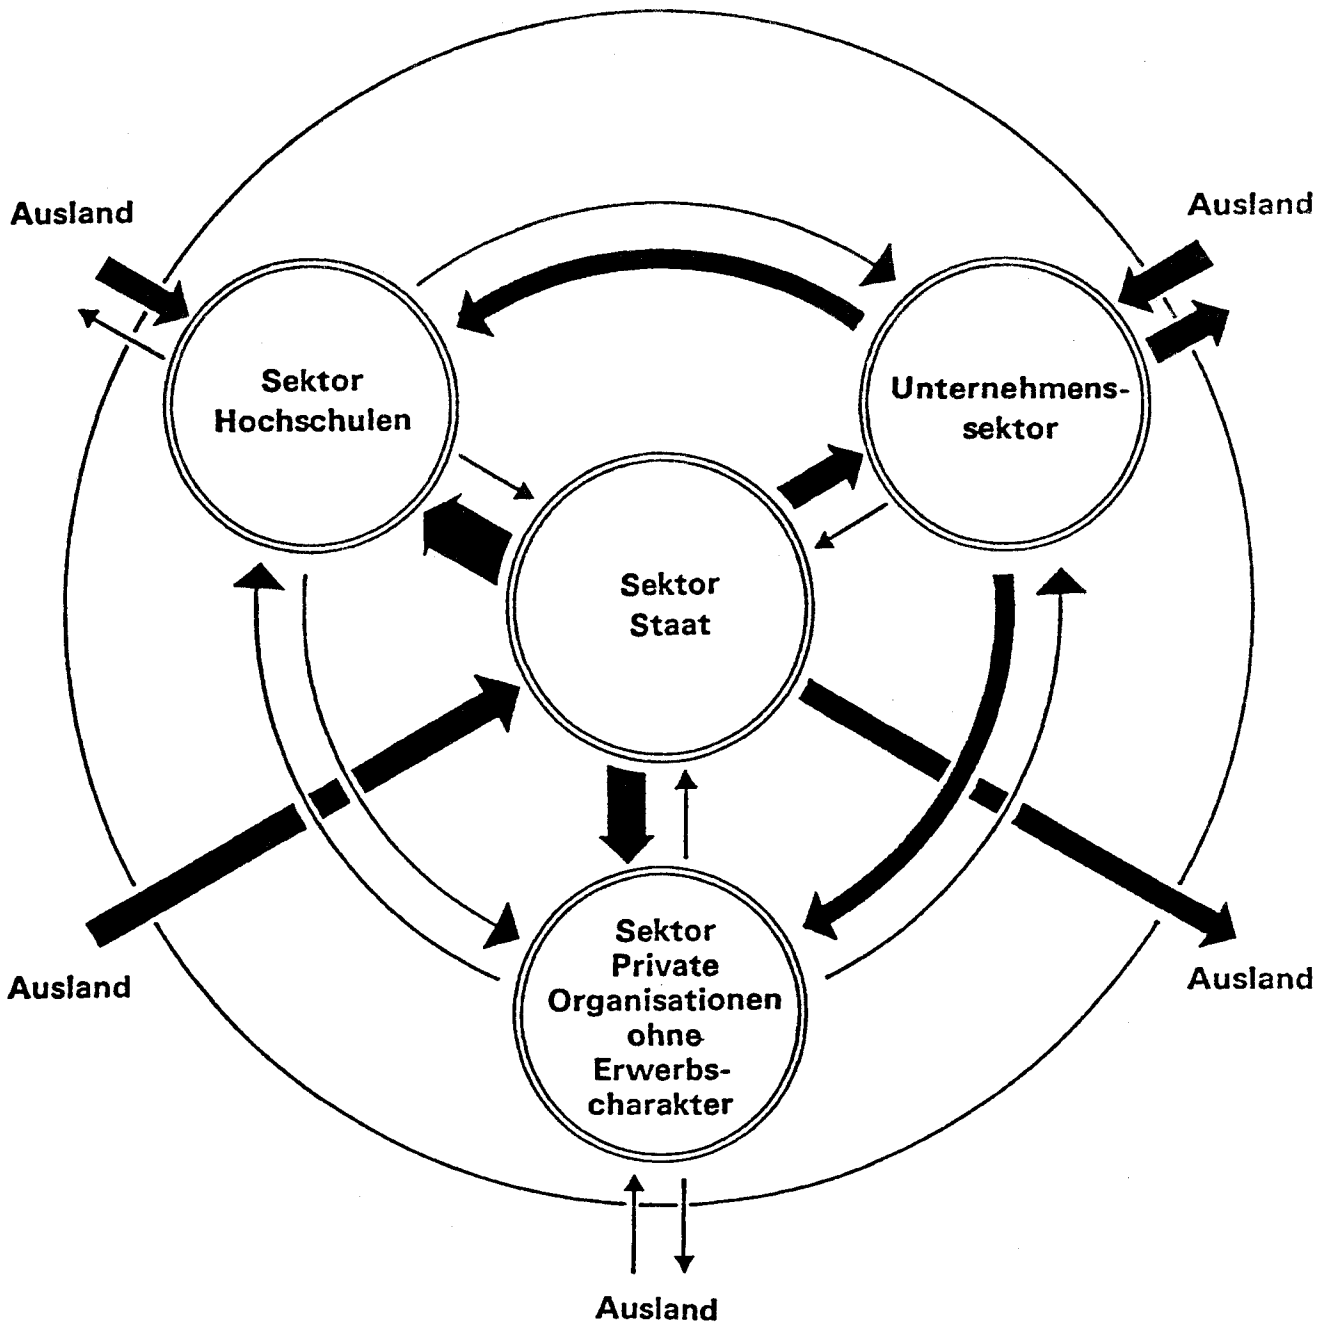 Ausland
Ausland
Sektor
Hochschulen
Unternehmens-
sektor
Sektor
Staat
Sektor
Private
Organisationen
ohne
Erwerbs-
charakter
Ausland
Ausland
Ausland